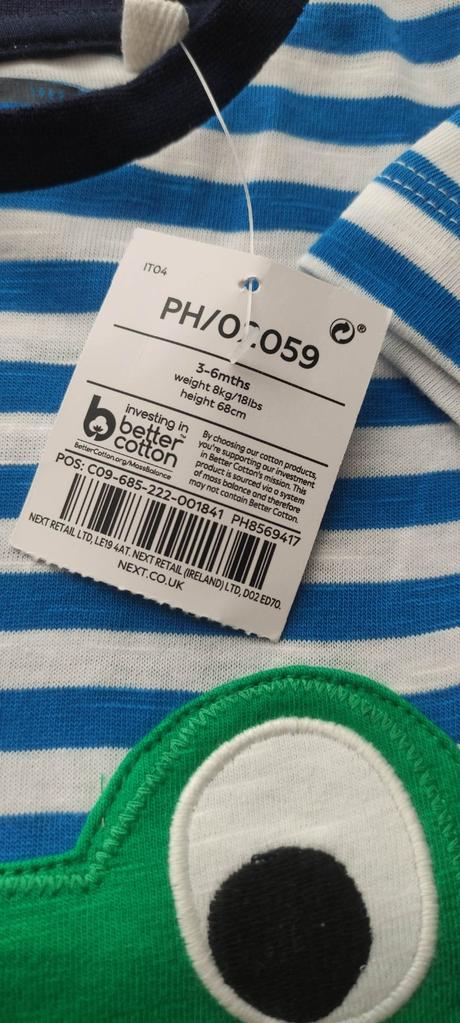 IT04
PH/02059
®
3-6mths
weight 8kg/18lbs
height 68cm
investing in
better™
cotton
BetterCotton.org/MassBalance
By choosing our cotton products,
you're supporting our investment
in Better Cotton's mission. This
product is sourced via a system
of mass balance and therefore
may not contain Better Cotton.
POS: C09-685-222-001841 PH8569417
NEXT RETAIL LTD, LE19 4AT. NEXT RETAIL (IRELAND) LTD, D02 ED70.
NEXT.CO.UK